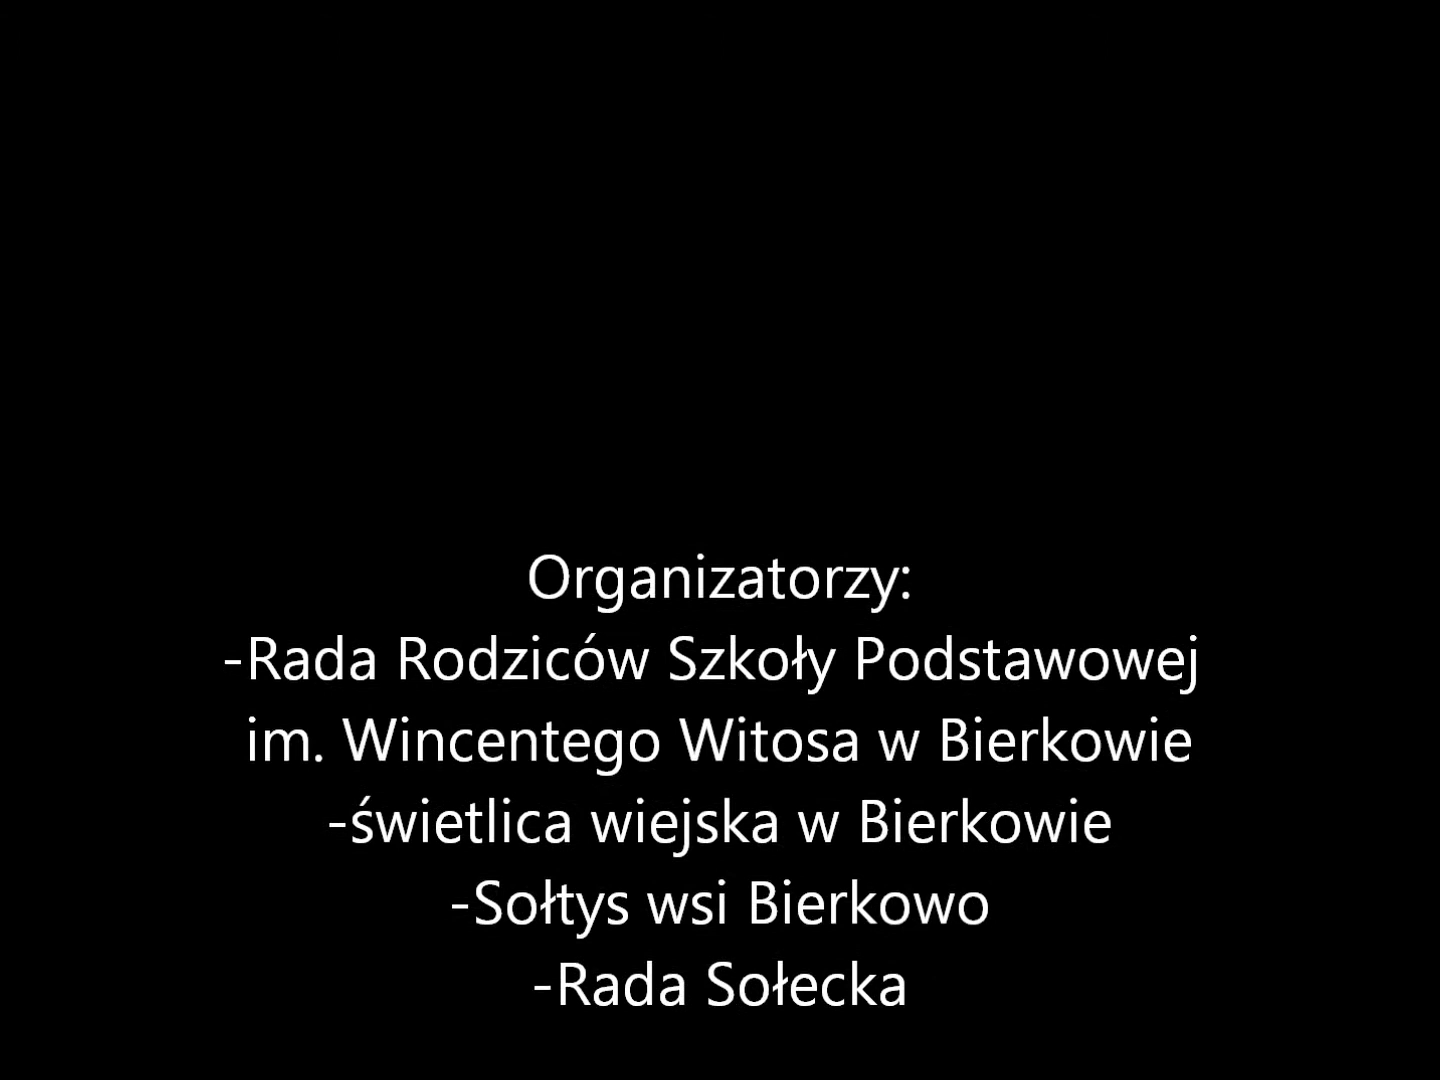 Organizatorzy:
-Rada Rodziców Szkoły Podstawowej
im. Wincentego Witosa w Bierkowie
-świetlica wiejska w Bierkowie
-Sołtys wsi Bierkowo
-Rada Sołecka